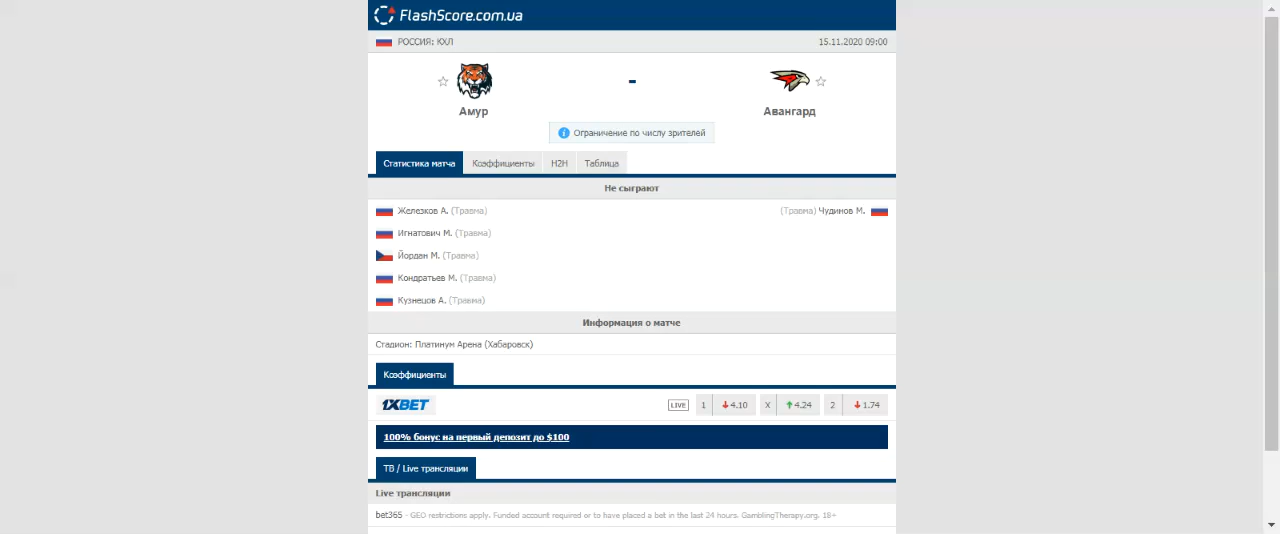 FlashScore.com.ua
РОССИЯ: КХЛ 15.11.2020 09:00
-
Амур Авангард
Ограничение по числу зрителей
Статистика матча Коэффициенты H2H Таблица
Не сыграют
Железков А. (Травма) (Травма) Чудинов М.
Игнатович М. (Травма)
Йордан М. (Травма)
Кондратьев М. (Травма)
Кузнецов А. (Травма)
Информация о матче
Стадион: Платинум Арена (Хабаровск)
Коэффициенты
1XBET LIVE 1 4.10 X 4.24 2 1.74
100% бонус на первый депозит до $100
ТВ / Live трансляции
Live трансляции
bet365 - GEO restrictions apply. Funded account required or to have placed a bet in the last 24 hours. GamblingTherapy.org. 18+